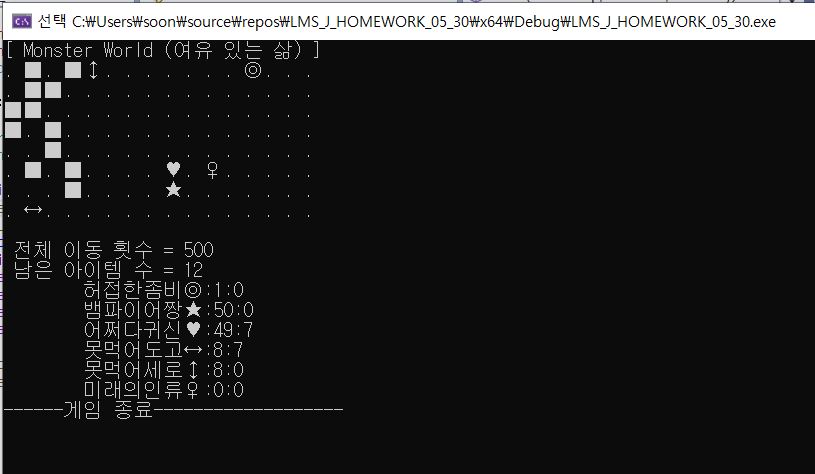 선택 C:₩Users₩soon₩source₩repos₩LMS_J_HOMEWORK_05_30₩x64₩Debug₩LMS_J_HOMEWORK_05_30.exe
[ Monster World (여유 있는 삶) ]
. ■. ■↕. . . . . . . ◎. . .
. ■■. . . . . . . . . . . . .
■■. . . . . . . . . . . . . .
■. ■. . . . . . . . . . . . .
. . ■. . . . . . . . . . . . .
. ■. ■. . . . ♥. ♀. . . . .
. . . ■. . . . ★. . . . . . .
. ↔. . . . . . . . . . . . . .
전체 이동 횟수 = 500
남은 아이템 수 = 12
허접한좀비◎:1:0
뱀파이어짱★:50:0
어쩌다귀신♥:49:7
못먹어도고↔:8:7
못먹어세로↕:8:0
미래의인류♀:0:0
------게임 종료-------------------